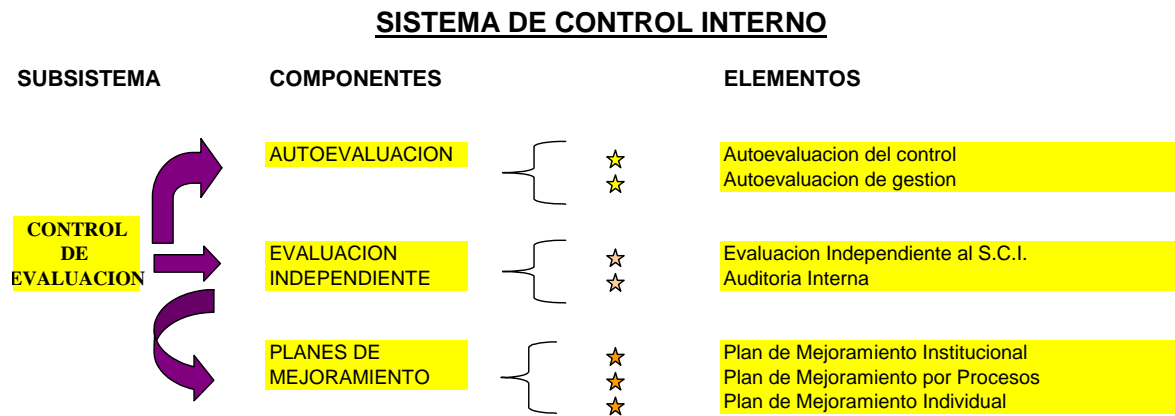 SISTEMA DE CONTROL INTERNO
SUBSISTEMA COMPONENTES ELEMENTOS
AUTOEVALUACION
Autoevaluacion del control
Autoevaluacion de gestion
CONTROL
DE
EVALUACION
EVALUACION
INDEPENDIENTE
Evaluacion Independiente al S.C.I.
Auditoria Interna
PLANES DE
MEJORAMIENTO
Plan de Mejoramiento Institucional
Plan de Mejoramiento por Procesos
Plan de Mejoramiento Individual